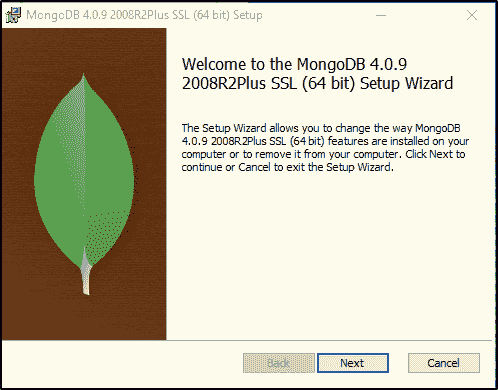 MongoDB 4.0.9 2008R2Plus SSL (64 bit) Setup
Welcome to the MongoDB 4.0.9
2008R2Plus SSL (64 bit) Setup Wizard
The Setup Wizard allows you to change the way MongoDB
4.0.9 2008R2Plus SSL (64 bit) features are installed on your
computer or to remove it from your computer. Click Next to
continue or Cancel to exit the Setup Wizard.
Back
Next
Cancel